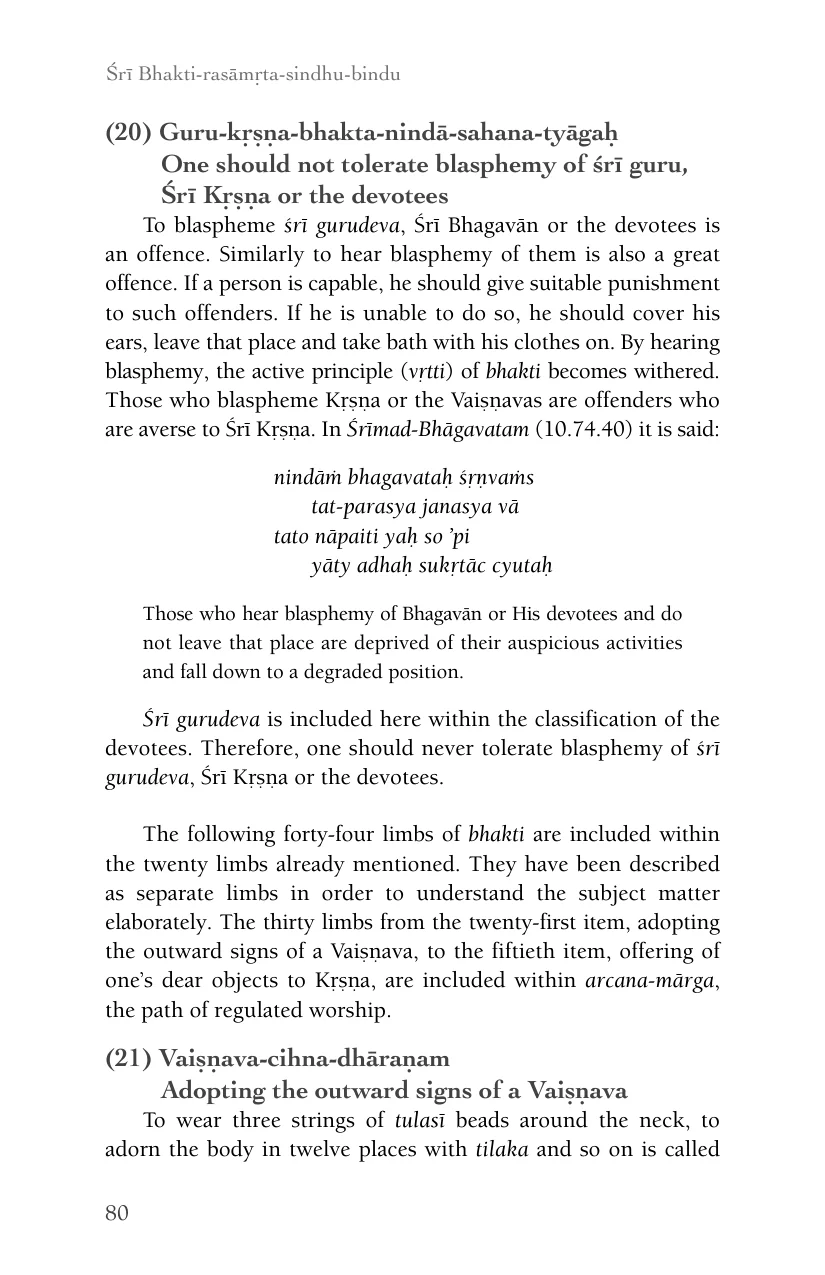 Śrī Bhakti-rasāmṛta-sindhu-bindu
(20) Guru-kṛṣṇa-bhakta-nindā-sahana-tyāgaḥ
One should not tolerate blasphemy of śrī guru,
Śrī Kṛṣṇa or the devotees
To blaspheme śrī gurudeva, Śrī Bhagavān or the devotees is
an offence. Similarly to hear blasphemy of them is also a great
offence. If a person is capable, he should give suitable punishment
to such offenders. If he is unable to do so, he should cover his
ears, leave that place and take bath with his clothes on. By hearing
blasphemy, the active principle (vṛtti) of bhakti becomes withered.
Those who blaspheme Kṛṣṇa or the Vaiṣṇavas are offenders who
are averse to Śrī Kṛṣṇa. In Śrīmad-Bhāgavatam (10.74.40) it is said:
nindāṁ bhagavataḥ śṛṇvaṁs
tat-parasya janasya vā
tato nāpaiti yaḥ so ’pi
yāty adhaḥ sukṛtāc cyutaḥ
Those who hear blasphemy of Bhagavān or His devotees and do
not leave that place are deprived of their auspicious activities
and fall down to a degraded position.
Śrī gurudeva is included here within the classification of the
devotees. Therefore, one should never tolerate blasphemy of śrī
gurudeva, Śrī Kṛṣṇa or the devotees.
The following forty-four limbs of bhakti are included within
the twenty limbs already mentioned. They have been described
as separate limbs in order to understand the subject matter
elaborately. The thirty limbs from the twenty-first item, adopting
the outward signs of a Vaiṣṇava, to the fiftieth item, offering of
one’s dear objects to Kṛṣṇa, are included within arcana-mārga,
the path of regulated worship.
(21) Vaiṣṇava-cihna-dhāraṇam
Adopting the outward signs of a Vaiṣṇava
To wear three strings of tulasī beads around the neck, to
adorn the body in twelve places with tilaka and so on is called
80